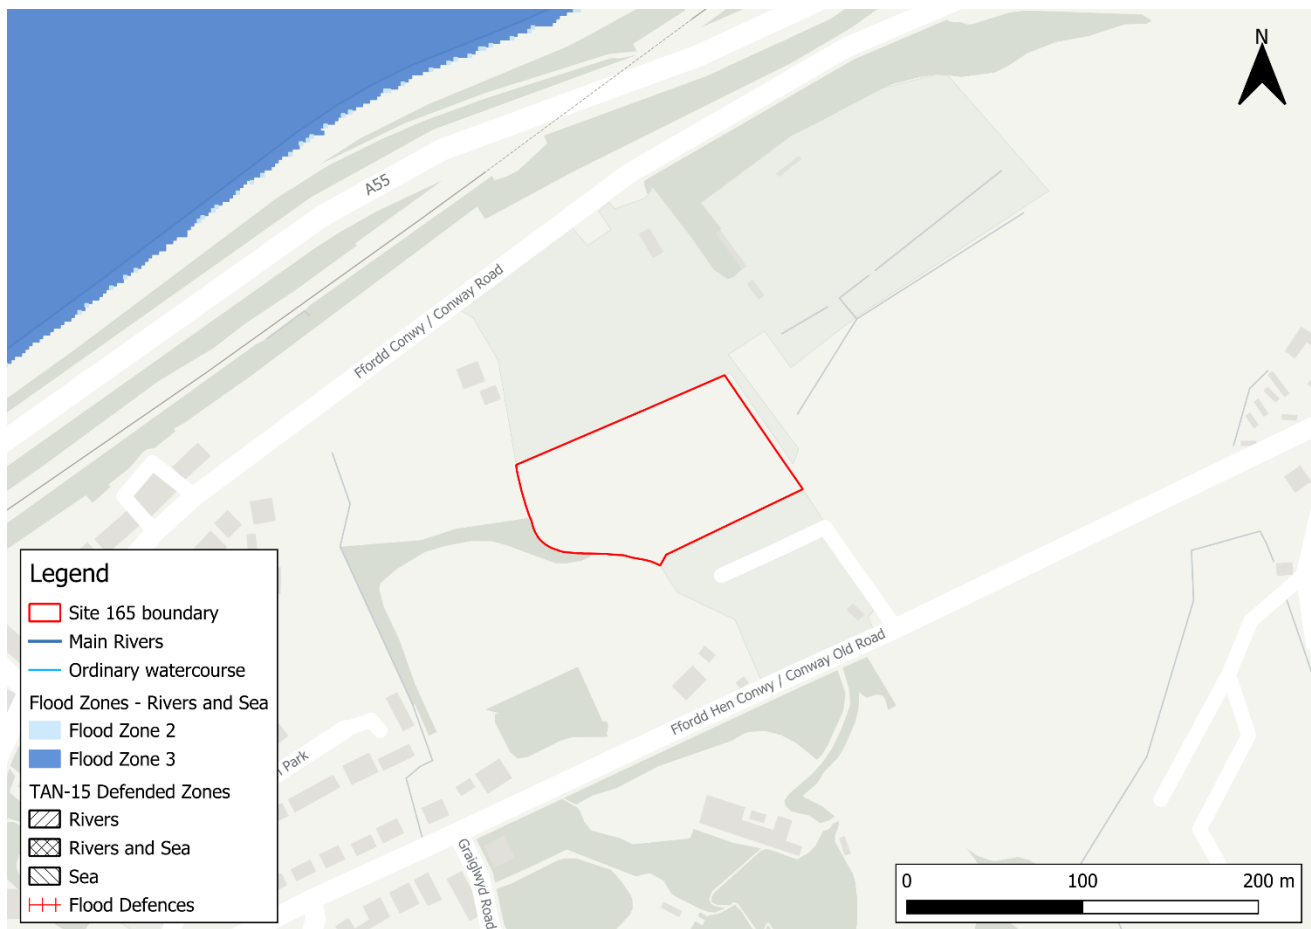 N
A55
Ffordd Conwy / Conway Road
Park
Ffordd Hen Conwy / Conway Old Road
Graiglwyd Road
Legend
Site 165 boundary
Main Rivers
Ordinary watercourse
Flood Zones - Rivers and Sea
Flood Zone 2
Flood Zone 3
TAN-15 Defended Zones
Rivers
Rivers and Sea
Sea
Flood Defences
0 100 200 m